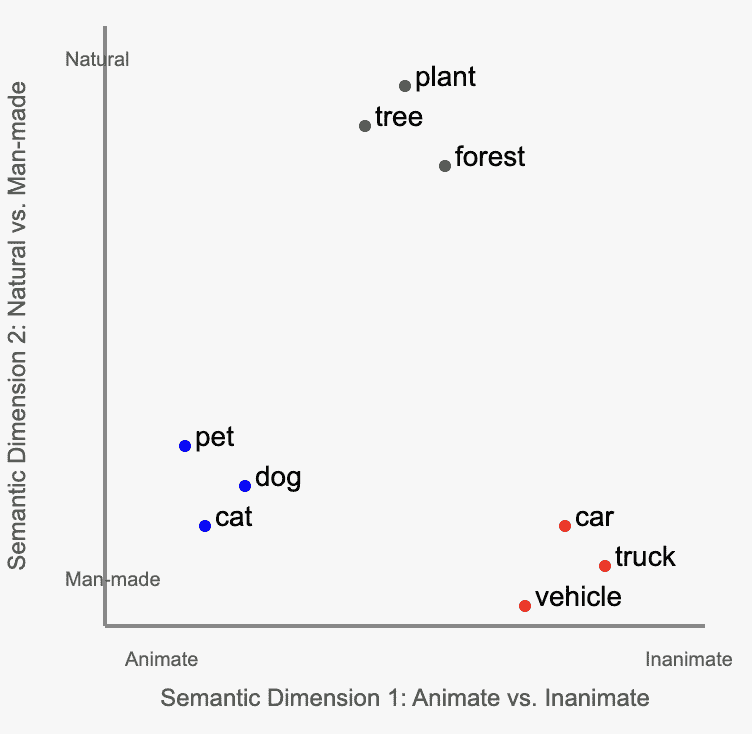 Natural
plant
tree
forest
Semantic Dimension 2: Natural vs. Man-made
pet
dog
cat
car
truck
Man-made
vehicle
Animate
Inanimate
Semantic Dimension 1: Animate vs. Inanimate